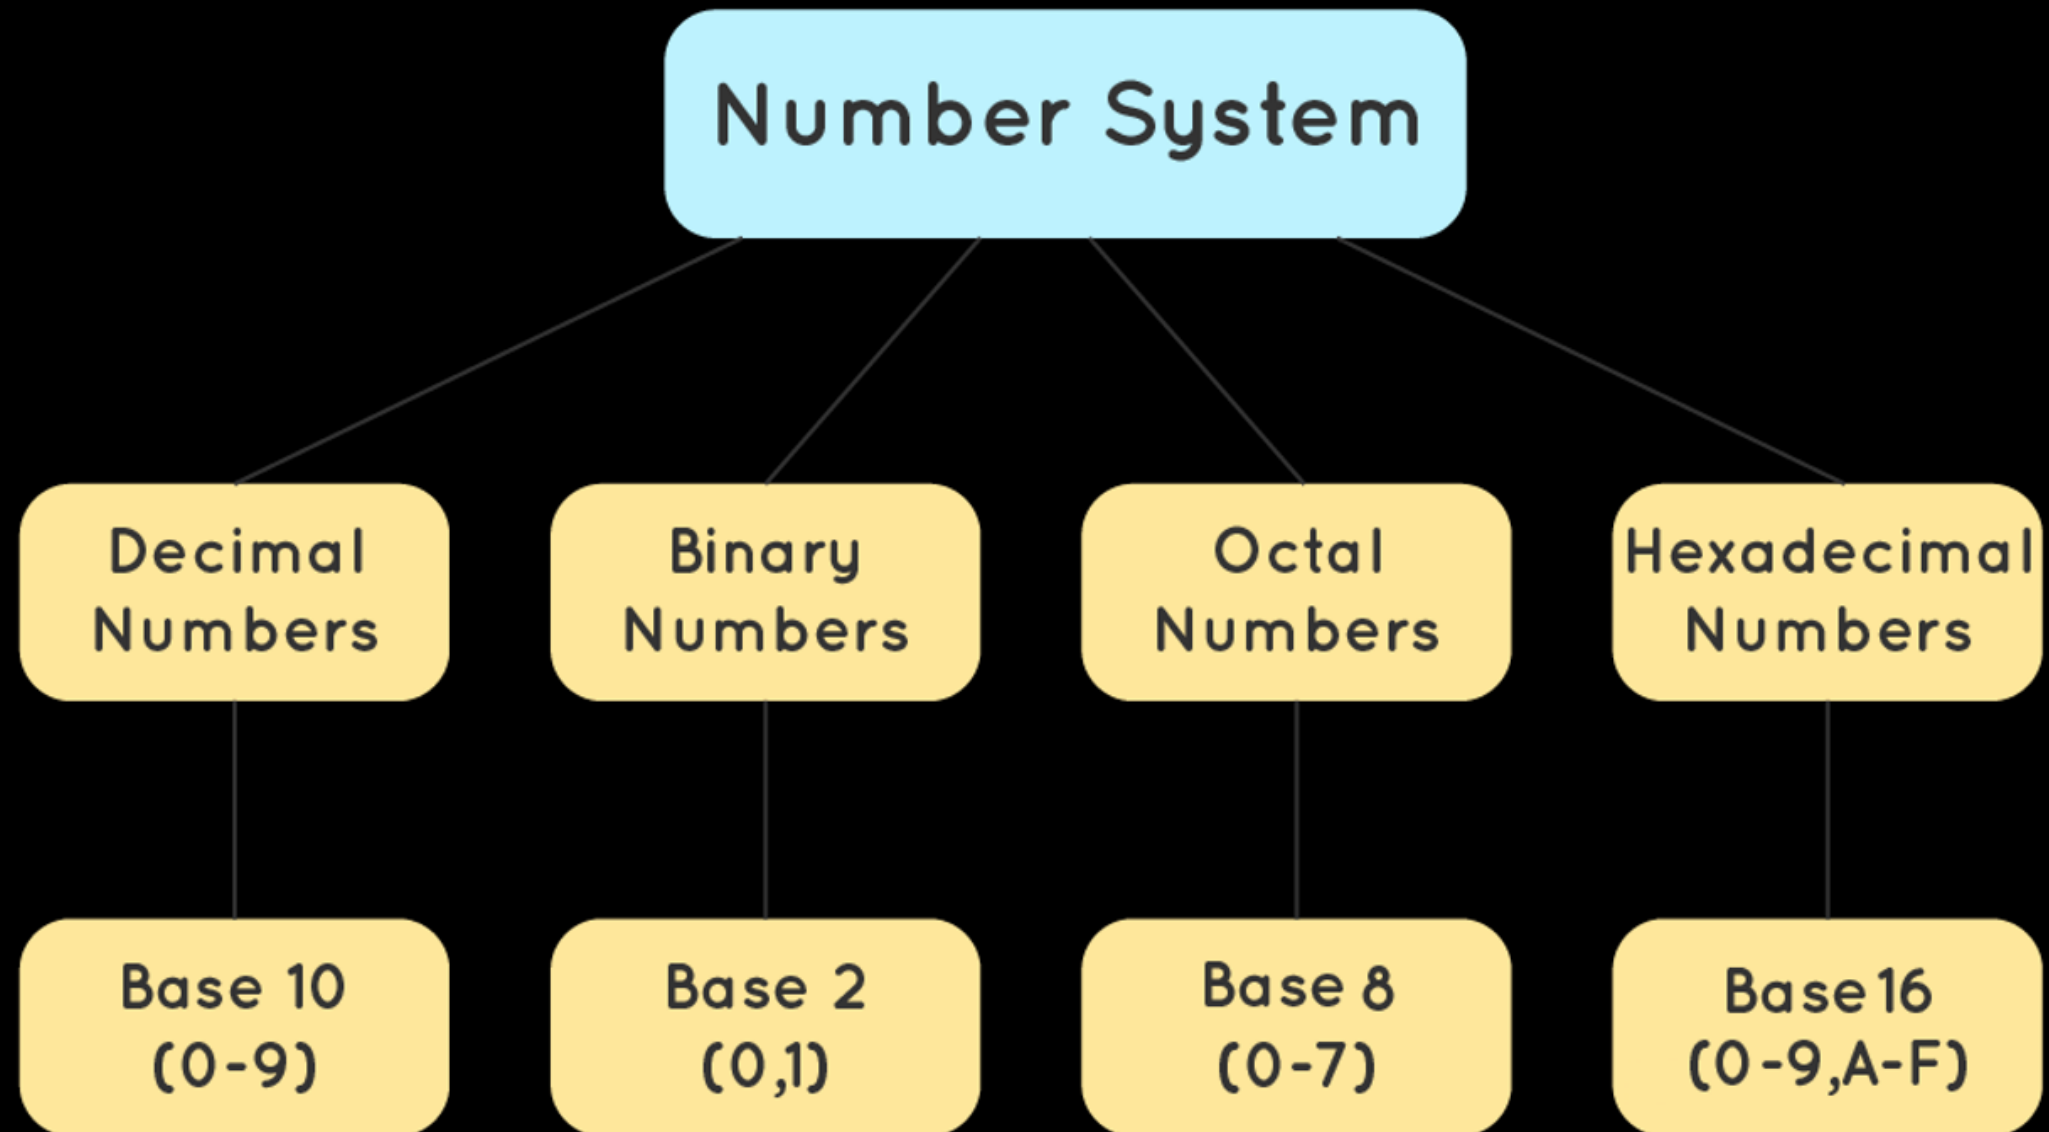 Number System
Decimal
Numbers
Binary
Numbers
Octal
Numbers
Hexadecimal
Numbers
Base 10
(0-9)
Base 2
(0,1)
Base 8
(0-7)
Base 16
(0-9,A-F)